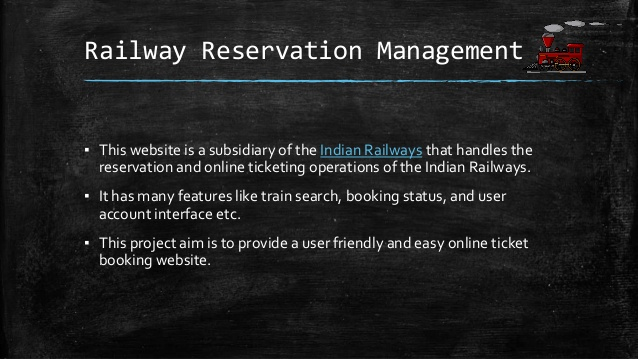 Railway Reservation Management
▪ This website is a subsidiary of the Indian Railways that handles the
reservation and online ticketing operations of the Indian Railways.
▪ It has many features like train search, booking status, and user
account interface etc.
▪ This project aim is to provide a user friendly and easy online ticket
booking website.